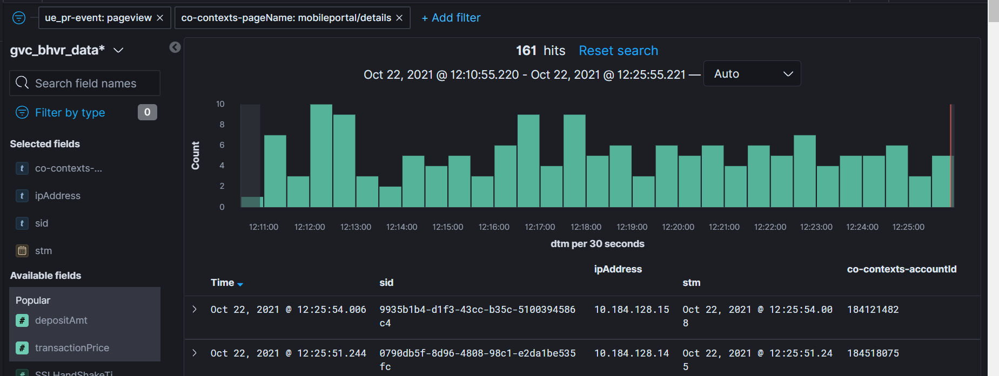 ue_pr-event: pageview ×
co-contexts-pageName: mobileportal/details ×
+ Add filter
gvc_bhvr_data*
Search field names
Filter by type 0
Selected fields
t co-contexts-...
t ipAddress
t sid
stm
Available fields
Popular
# depositAmt
# transactionPrice
# SSLHandShakeTi
161 hits Reset search
Oct 22, 2021 @ 12:10:55.220 - Oct 22, 2021 @ 12:25:55.221 — Auto
Count
10
8
6
4
2
0
12:11:00 12:12:00 12:13:00 12:14:00 12:15:00 12:16:00 12:17:00 12:18:00 12:19:00 12:20:00 12:21:00 12:22:00 12:23:00 12:24:00 12:25:00
dtm per 30 seconds
Time sid ipAddress stm co-contexts-accountId
Oct 22, 2021 @ 12:25:54.006 9935b1b4-d1f3-43cc-b35c-5100394586 10.184.128.15 Oct 22, 2021 @ 12:25:54.00 184121482
c4 8
Oct 22, 2021 @ 12:25:51.244 0790db5f-8d96-4808-98c1-e2da1be535 10.184.128.14 Oct 22, 2021 @ 12:25:51.24 184518075
fc 5